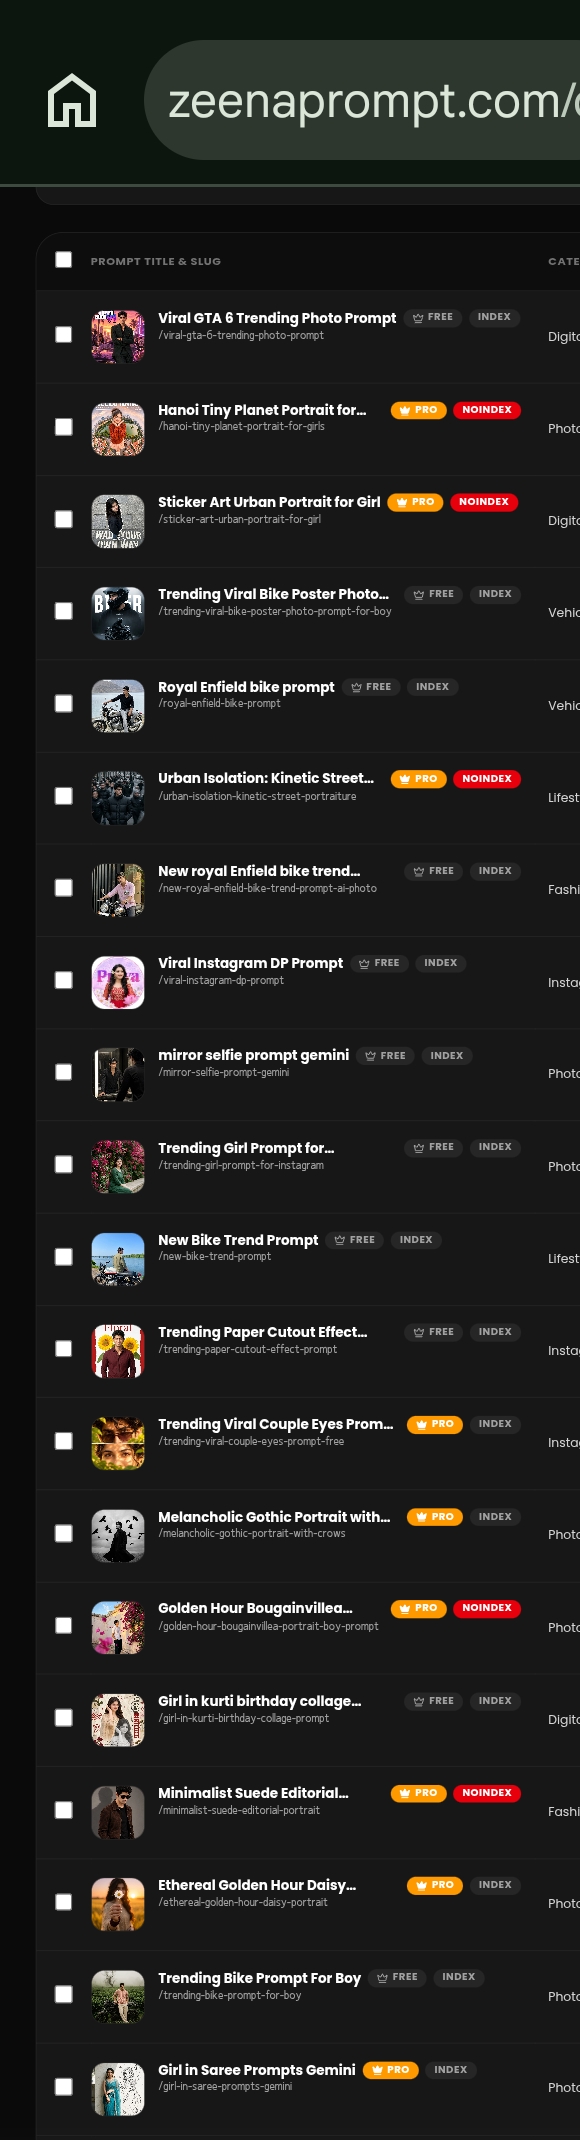 zeenaprompt.com/
PROMPT TITLE & SLUG CATE
Viral GTA 6 Trending Photo Prompt FREE INDEX
/viral-gta-6-trending-photo-prompt
Digita
Hanoi Tiny Planet Portrait for... PRO NOINDEX
/hanoi-tiny-planet-portrait-for-girls
Photo
Sticker Art Urban Portrait for Girl PRO NOINDEX
/sticker-art-urban-portrait-for-girl
Digita
Trending Viral Bike Poster Photo... FREE INDEX
/trending-viral-bike-poster-photo-prompt-for-boy
Vehic
Royal Enfield bike prompt FREE INDEX
/royal-enfield-bike-prompt
Vehic
Urban Isolation: Kinetic Street... PRO NOINDEX
/urban-isolation-kinetic-street-portraiture
Lifest
New royal Enfield bike trend... FREE INDEX
/new-royal-enfield-bike-trend-prompt-ai-photo
Fashi
Viral Instagram DP Prompt FREE INDEX
/viral-instagram-dp-prompt
Insta
mirror selfie prompt gemini FREE INDEX
/mirror-selfie-prompt-gemini
Photo
Trending Girl Prompt for... FREE INDEX
/trending-girl-prompt-for-instagram
Photo
New Bike Trend Prompt FREE INDEX
/new-bike-trend-prompt
Lifest
Trending Paper Cutout Effect... FREE INDEX
/trending-paper-cutout-effect-prompt
Insta
Trending Viral Couple Eyes Prom... PRO INDEX
/trending-viral-couple-eyes-prompt-free
Insta
Melancholic Gothic Portrait with... PRO INDEX
/melancholic-gothic-portrait-with-crows
Photo
Golden Hour Bougainvillea... PRO NOINDEX
/golden-hour-bougainvillea-portrait-boy-prompt
Photo
Girl in kurti birthday collage... FREE INDEX
/girl-in-kurti-birthday-collage-prompt
Digita
Minimalist Suede Editorial... PRO NOINDEX
/minimalist-suede-editorial-portrait
Fashi
Ethereal Golden Hour Daisy... PRO INDEX
/ethereal-golden-hour-daisy-portrait
Photo
Trending Bike Prompt For Boy FREE INDEX
/trending-bike-prompt-for-boy
Photo
Girl in Saree Prompts Gemini PRO INDEX
/girl-in-saree-prompts-gemini
Photo